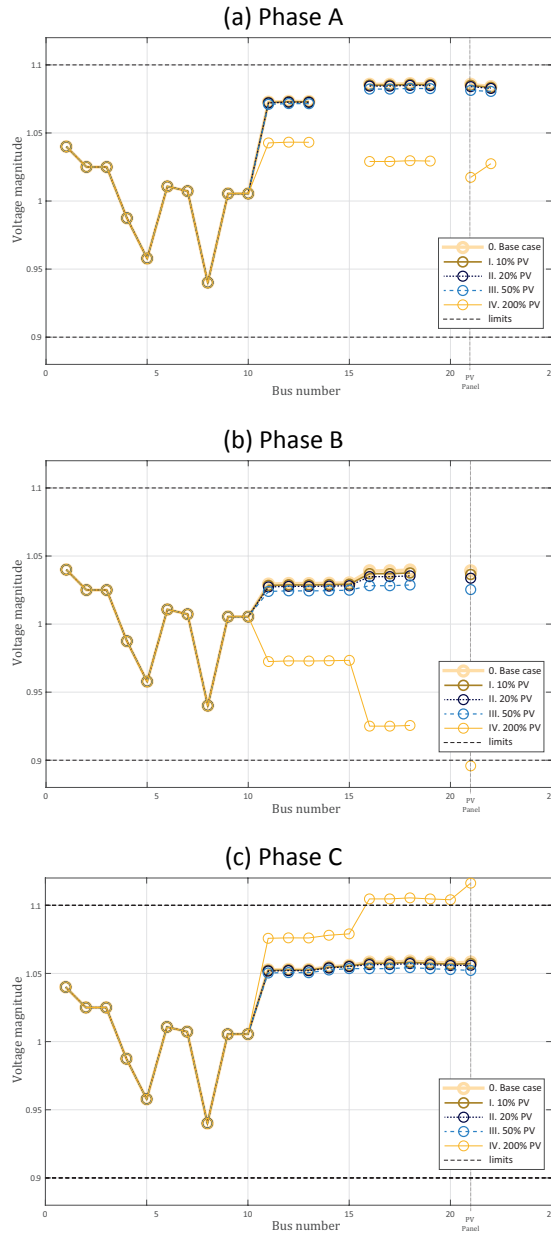 (a) Phase A
1.1
1.05
1
0.95
0.9
Voltage magnitude
0. Base case
I. 10% PV
II. 20% PV
III. 50% PV
IV. 200% PV
limits
0 5 10 15 20 25
Bus number
PV
Panel
(b) Phase B
1.1
1.05
1
0.95
0.9
Voltage magnitude
0. Base case
I. 10% PV
II. 20% PV
III. 50% PV
IV. 200% PV
limits
0 5 10 15 20
Bus number
PV
Panel
(c) Phase C
1.1
1.05
1
0.95
0.9
Voltage magnitude
0. Base case
I. 10% PV
II. 20% PV
III. 50% PV
IV. 200% PV
limits
0 5 10 15 20
Bus number
PV
Panel